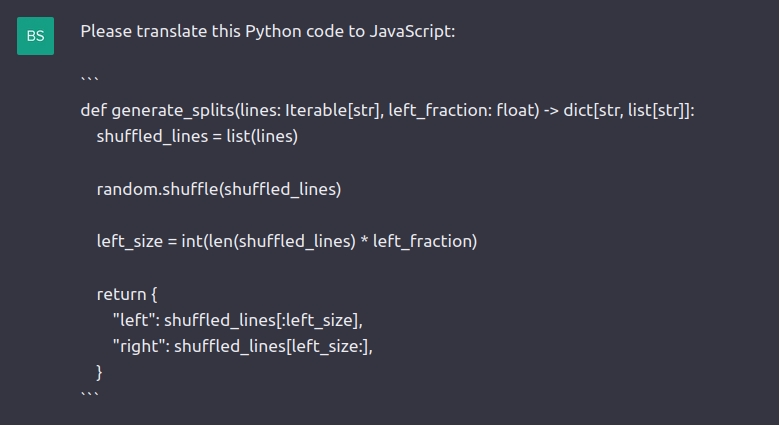 BS
Please translate this Python code to JavaScript:
```
def generate_splits(lines: Iterable[str], left_fraction: float) -> dict[str, list[str]]:
    shuffled_lines = list(lines)
    random.shuffle(shuffled_lines)
    left_size = int(len(shuffled_lines) * left_fraction)
    return {
        "left": shuffled_lines[:left_size],
        "right": shuffled_lines[left_size:],
    }
```